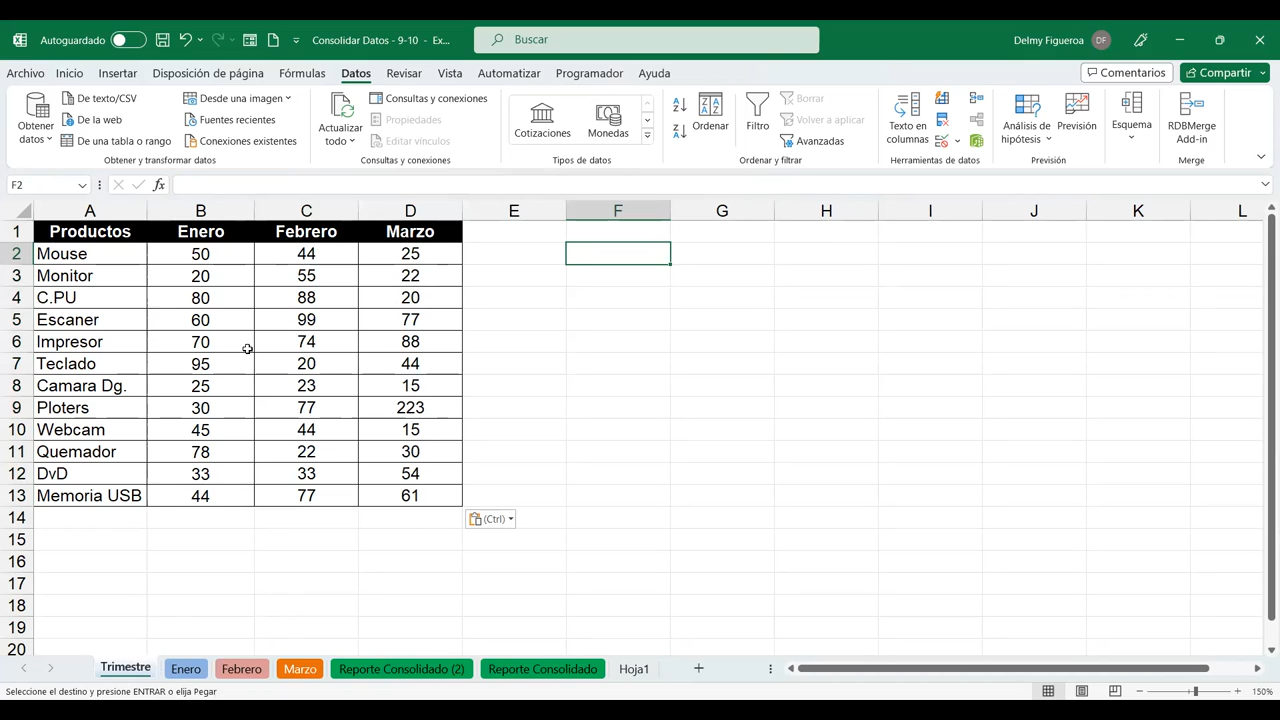 Autoguardado Consolidar Datos - 9-10 - Ex... Buscar Delmy Figueroa DF
Archivo Inicio Insertar Disposición de página Fórmulas Datos Revisar Vista Automatizar Programador Ayuda Comentarios Compartir
Obtener datos De texto/CSV De la web De una tabla o rango Desde una imagen Fuentes recientes Conexiones existentes Actualizar todo Consultas y conexiones Propiedades Editar vínculos Cotizaciones Monedas Ordenar Filtro Borrar Volver a aplicar Avanzadas Texto en columnas Análisis de hipótesis Previsión Esquema RDBMerge Add-in
Obtener y transformar datos Consultas y conexiones Tipos de datos Ordenar y filtrar Herramientas de datos Previsión Merge
F2 fx
A B C D E F G H I J K L
1 Productos Enero Febrero Marzo
2 Mouse 50 44 25
3 Monitor 20 55 22
4 C.PU 80 88 20
5 Escaner 60 99 77
6 Impresor 70 74 88
7 Teclado 95 20 44
8 Camara Dg. 25 23 15
9 Ploters 30 77 223
10 Webcam 45 44 15
11 Quemador 78 22 30
12 DvD 33 33 54
13 Memoria USB 44 77 61
14 (Ctrl)
15
16
17
18
19
20
Trimestre Enero Febrero Marzo Reporte Consolidado (2) Reporte Consolidado Hoja1
Seleccione el destino y presione ENTRAR o elija Pegar 150%